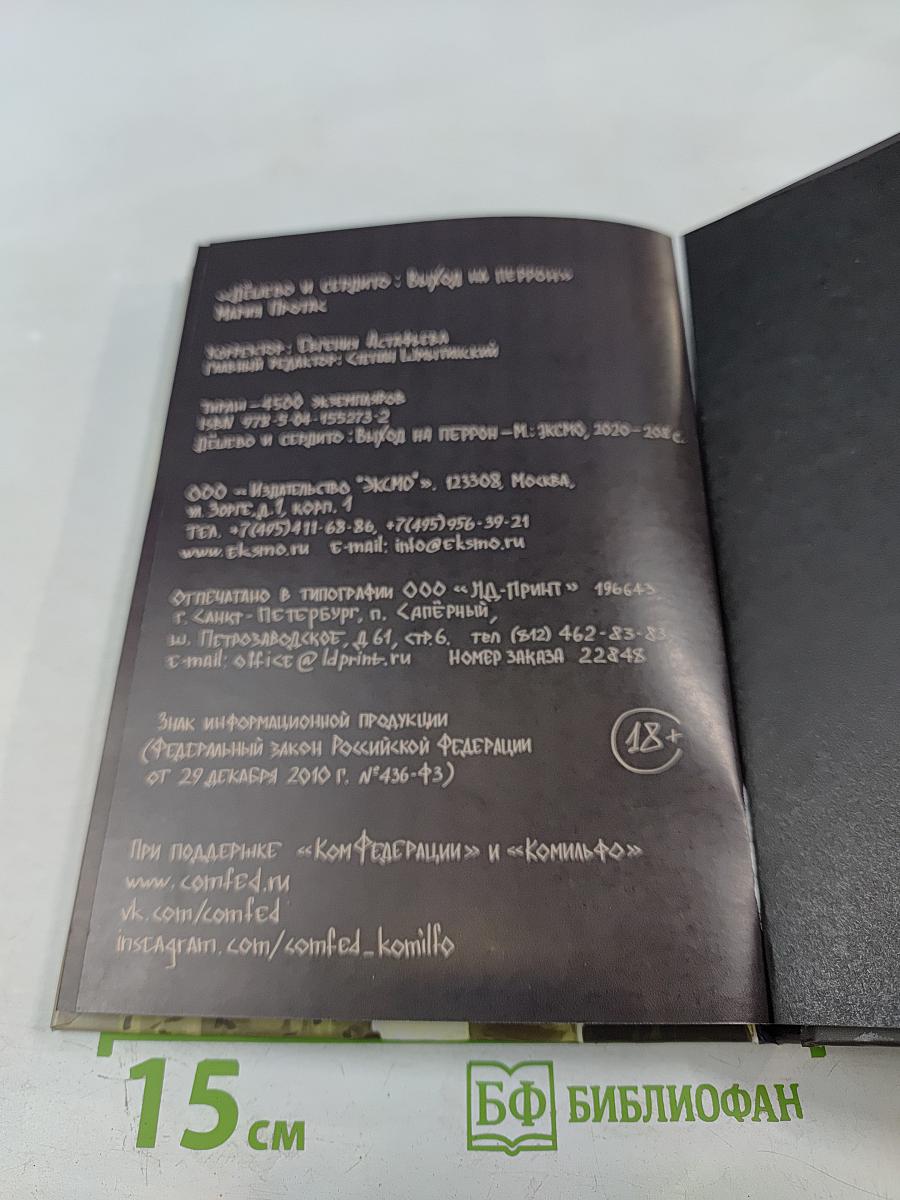 «Дёшево и сердито: Выход на перрон»
Мария Протас
Корректор: Евгения Астафьева
Главный редактор:
Тираж – 4500 экземпляров
ISBN 978-5-04-155273-2
Дёшево и сердито: Выход на перрон – М.: Эксмо, 2020 – 208 с.
ООО «Издательство "ЭКСМО"». 123308, Москва,
ул. Зорге, д. 1, корп. 1
Тел. +7(495)411-68-86, +7(495)956-39-21
www.eksmo.ru E-mail: info@eksmo.ru
Отпечатано в типографии ООО «ЛД-Принт» 196643,
г. Санкт-Петербург, п. Сапёрный,
ш. Петрозаводское, д 61, стр. 6. тел (812) 462-83-83,
E-mail: office@ldprint.ru Номер заказа 22848
Знак информационной продукции
(Федеральный закон Российской Федерации
от 29 декабря 2010 г. №436-ФЗ)
18+
При поддержке «КомФедерации» и «Комильфо»
www.comfed.ru
vk.com/comfed
instagram.com/comfed_komilfo
15 см
БФ БИБЛИОФАН